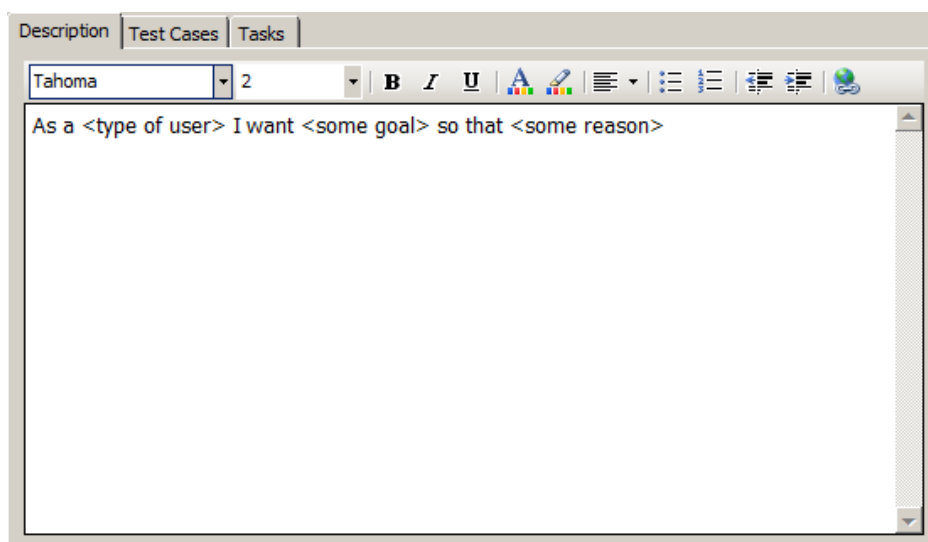 Description Test Cases Tasks
Tahoma 2 B I U A
As a <type of user> I want <some goal> so that <some reason>